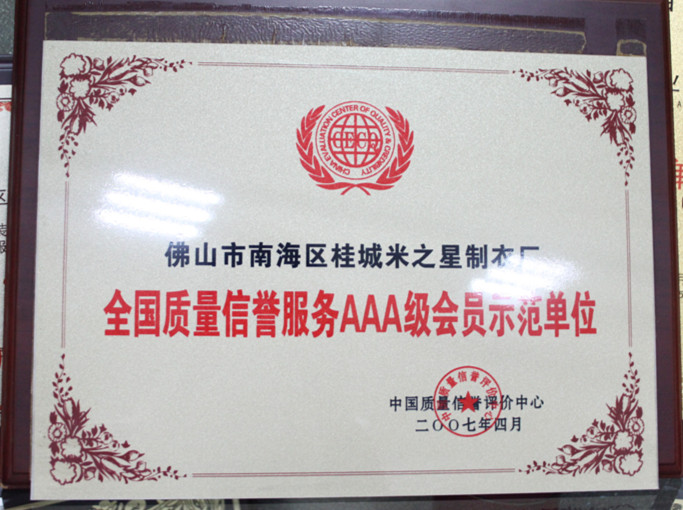 CHINA EVALUATION CENTER OF QUALITY & CREDIBILITY
CECQC
佛山市南海区桂城米之星制衣厂
全国质量信誉服务AAA级会员示范单位
中国质量信誉评价中心
二〇〇七年四月